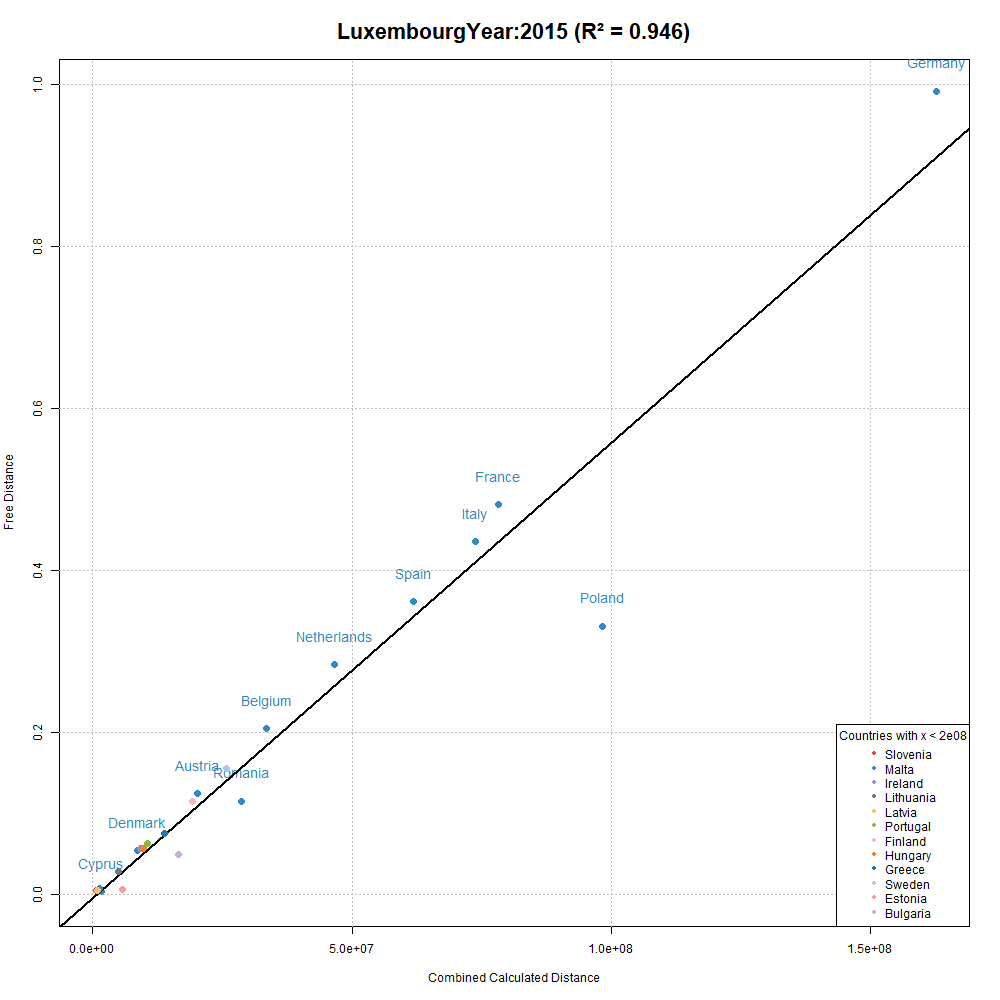 LuxembourgYear:2015 (R² = 0.946)
Germany
1.0
0.8
0.6
France
Italy
Free Distance
Spain
0.4
Poland
Netherlands
Belgium
0.2
Countries with x < 2e08
Slovenia
Malta
Ireland
Lithuania
Latvia
Portugal
Finland
Hungary
Greece
Sweden
Estonia
Bulgaria
Austria
Romania
Denmark
Cyprus
0.0
0.0e+00 5.0e+07 1.0e+08 1.5e+08
Combined Calculated Distance